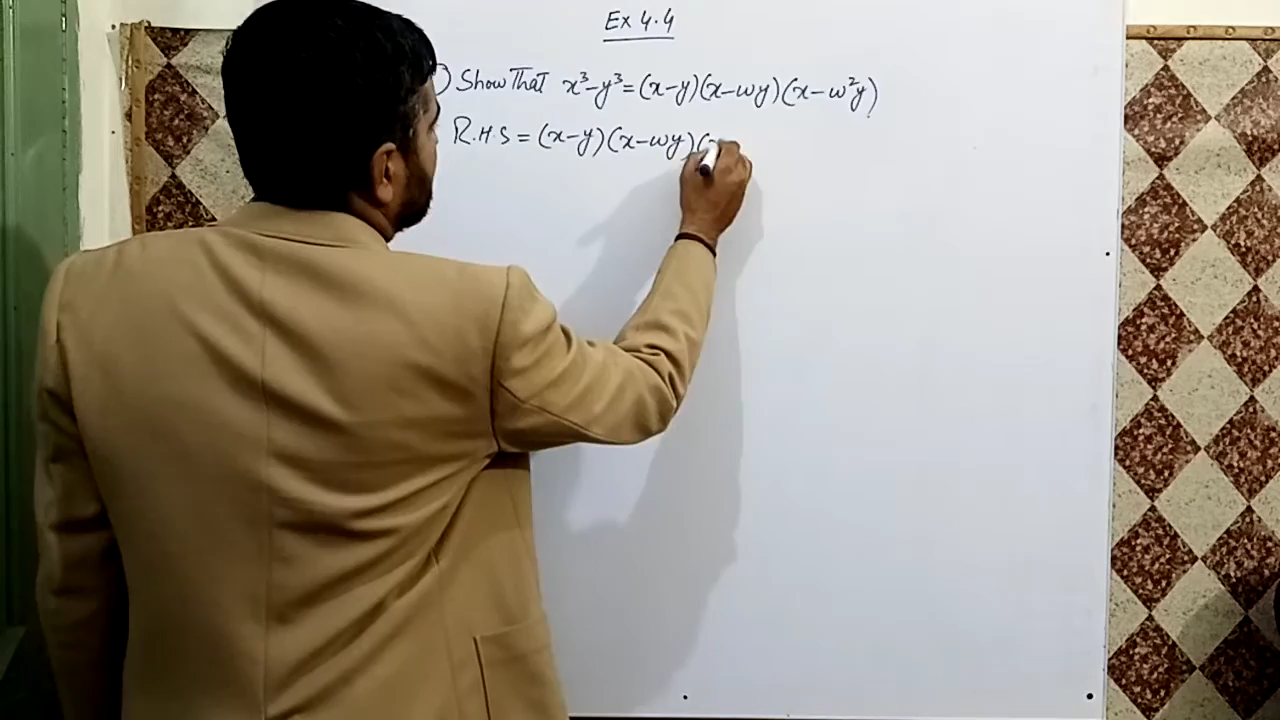 Ex 4.4
) Show That x³-y³=(x-y)(x-ωy)(x-ω²y)
R.H.S = (x-y)(x-ωy)(